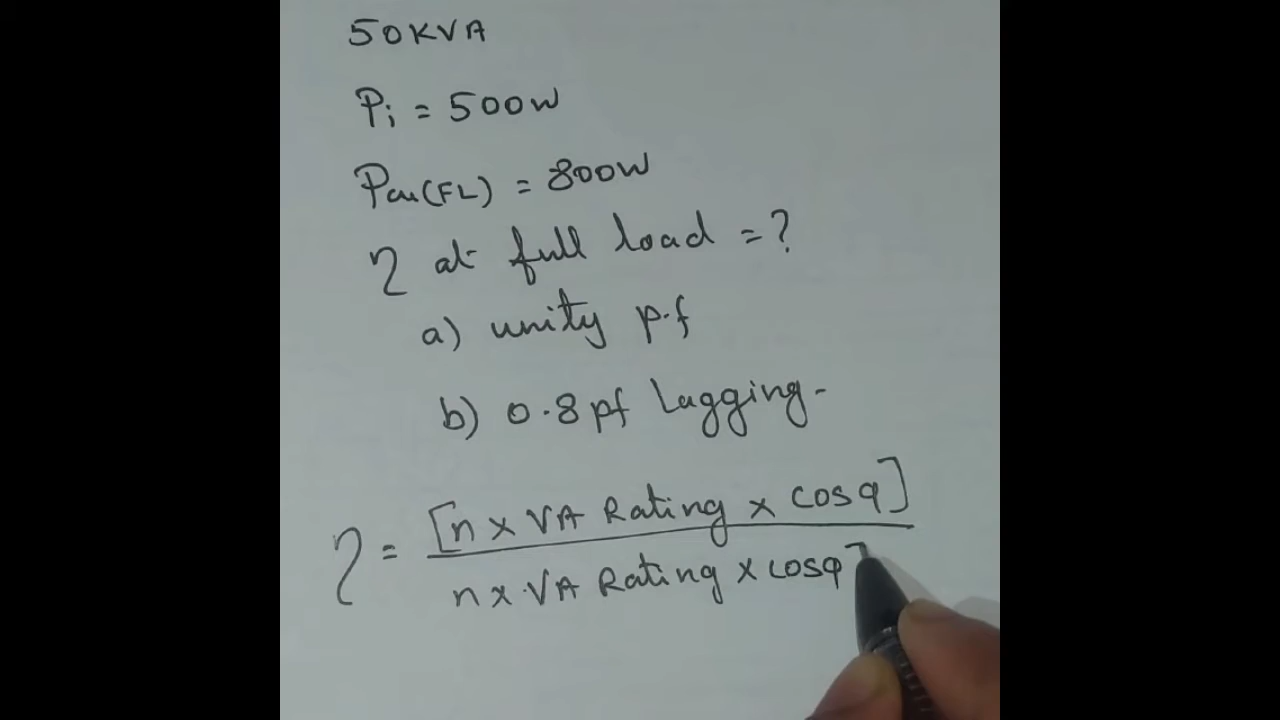 50KVA
Pi = 500W
Pcu(FL) = 800W
η at full load = ?
a) unity p.f
b) 0.8 pf Lagging-
η = [n x VA Rating x cosφ]
n x VA Rating x cosφ]